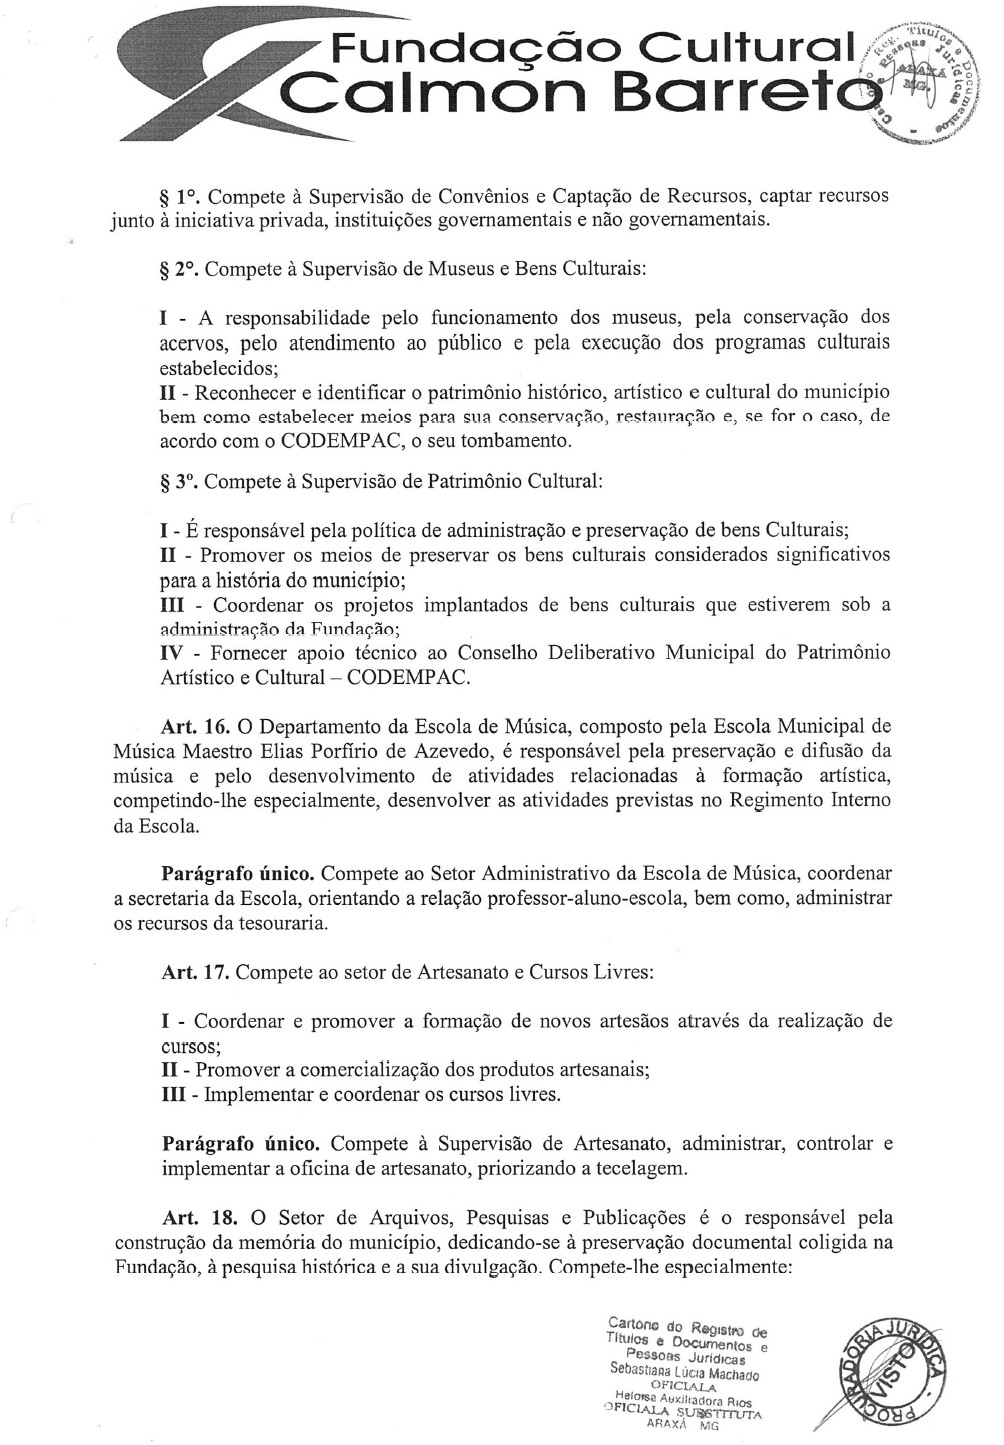 Fundação Cultural
Calmon Barreto
Cartório Reg. Títulos e Documentos
e Pessoas Jurídicas
ARAXÁ
MG.
§ 1º. Compete à Supervisão de Convênios e Captação de Recursos, captar recursos
junto à iniciativa privada, instituições governamentais e não governamentais.
§ 2º. Compete à Supervisão de Museus e Bens Culturais:
I - A responsabilidade pelo funcionamento dos museus, pela conservação dos
acervos, pelo atendimento ao público e pela execução dos programas culturais
estabelecidos;
II - Reconhecer e identificar o patrimônio histórico, artístico e cultural do município
bem como estabelecer meios para sua conservação, restauração e, se for o caso, de
acordo com o CODEMPAC, o seu tombamento.
§ 3º. Compete à Supervisão de Patrimônio Cultural:
I - É responsável pela política de administração e preservação de bens Culturais;
II - Promover os meios de preservar os bens culturais considerados significativos
para a história do município;
III - Coordenar os projetos implantados de bens culturais que estiverem sob a
administração da Fundação;
IV - Fornecer apoio técnico ao Conselho Deliberativo Municipal do Patrimônio
Artístico e Cultural – CODEMPAC.
Art. 16. O Departamento da Escola de Música, composto pela Escola Municipal de
Música Maestro Elias Porfírio de Azevedo, é responsável pela preservação e difusão da
música e pelo desenvolvimento de atividades relacionadas à formação artística,
competindo-lhe especialmente, desenvolver as atividades previstas no Regimento Interno
da Escola.
Parágrafo único. Compete ao Setor Administrativo da Escola de Música, coordenar
a secretaria da Escola, orientando a relação professor-aluno-escola, bem como, administrar
os recursos da tesouraria.
Art. 17. Compete ao setor de Artesanato e Cursos Livres:
I - Coordenar e promover a formação de novos artesãos através da realização de
cursos;
II - Promover a comercialização dos produtos artesanais;
III - Implementar e coordenar os cursos livres.
Parágrafo único. Compete à Supervisão de Artesanato, administrar, controlar e
implementar a oficina de artesanato, priorizando a tecelagem.
Art. 18. O Setor de Arquivos, Pesquisas e Publicações é o responsável pela
construção da memória do município, dedicando-se à preservação documental coligida na
Fundação, à pesquisa histórica e a sua divulgação. Compete-lhe especialmente:
Cartório do Registro de
Títulos e Documentos e
Pessoas Jurídicas
Sebastiana Lúcia Machado
OFICIALA
Heloisa Auxiliadora Rios
OFICIALA SUBSTITUTA
ARAXÁ MG
PROCURADORIA JURÍDICA
VISTO